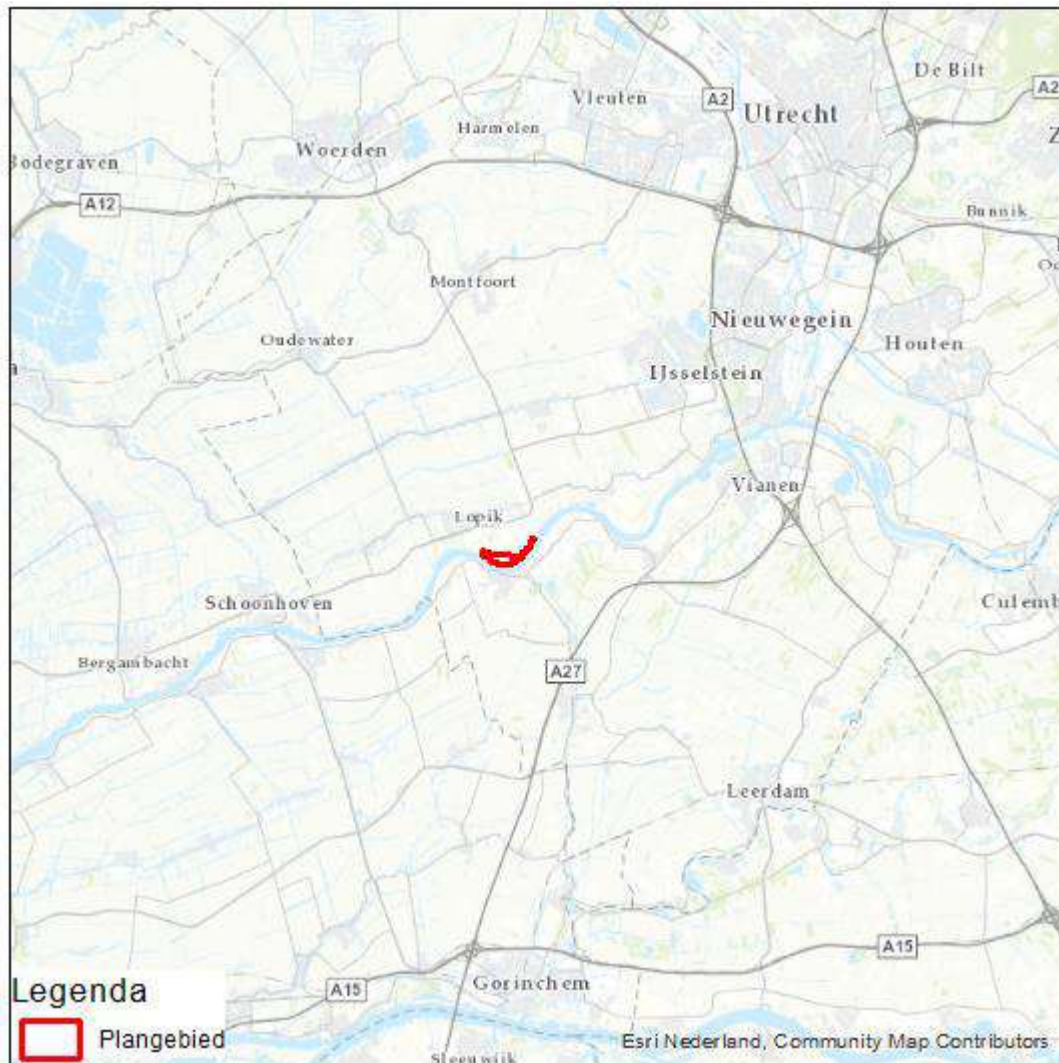 De Bilt
Vleuten
A2
A2
Utrecht
Harmelen
Woerden
Bodegraven
Z
A12
Bunnik
Montfoort
Nieuwegein
Oudewater
Houten
IJsselstein
Vianen
Lopik
Schoonhoven
Culemb
Bergambacht
A27
Leerdam
A15
Gorinchem
A15
Legenda
Plangebied
Esri Nederland, Community Map Contributors
Sleeuwijk